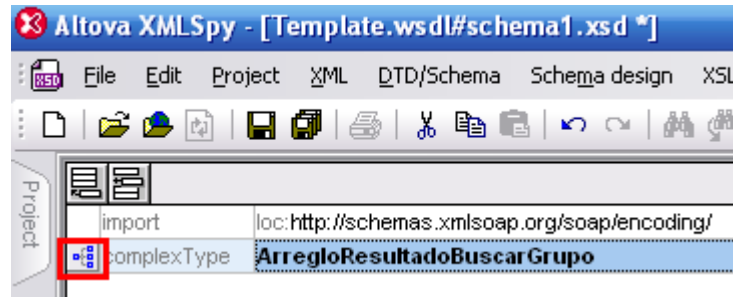 Altova XMLSpy - [Template.wsdl#schema1.xsd *]
XSD File Edit Project XML DTD/Schema Schema design XSL
Project
import loc:http://schemas.xmlsoap.org/soap/encoding/
complexType ArregloResultadoBuscarGrupo